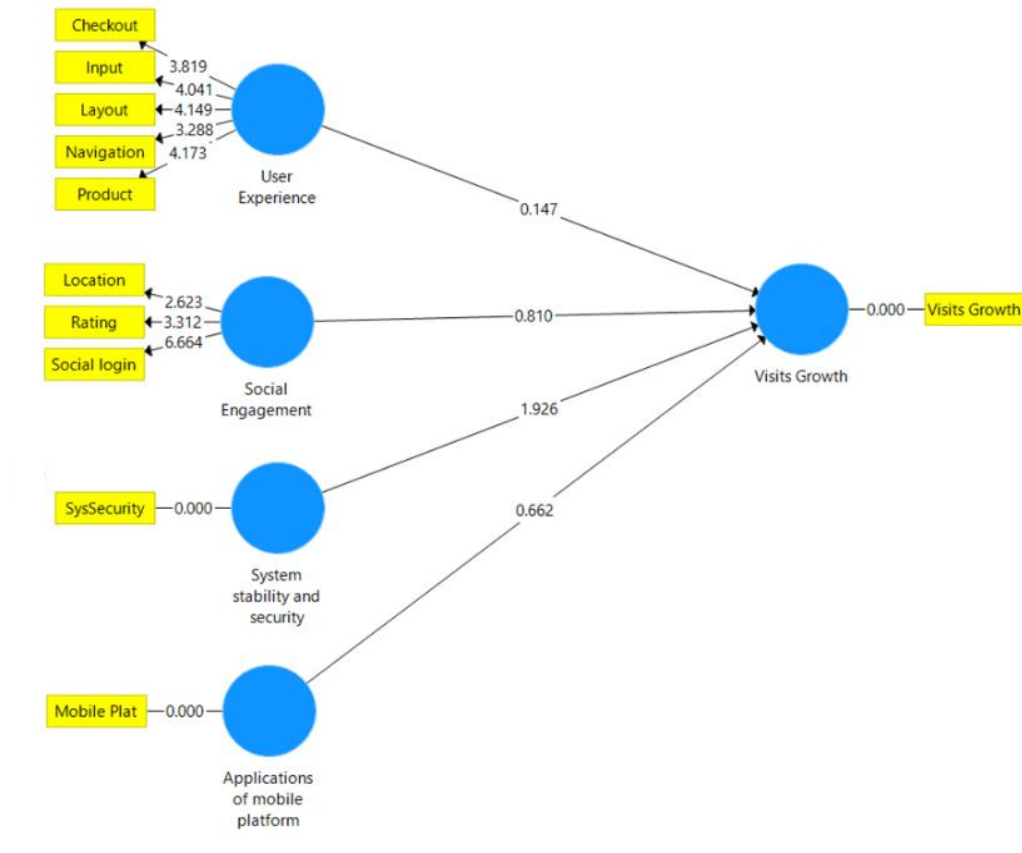 Checkout
3.819
Input
4.041
Layout
4.149
3.288
Navigation
4.173
Product
User
Experience
0.147
Location
2.623
Rating
3.312
6.664
Social login
Social
Engagement
0.810
0.000
Visits Growth
Visits Growth
1.926
SysSecurity
0.000
System
stability and
security
0.662
Mobile Plat
0.000
Applications
of mobile
platform